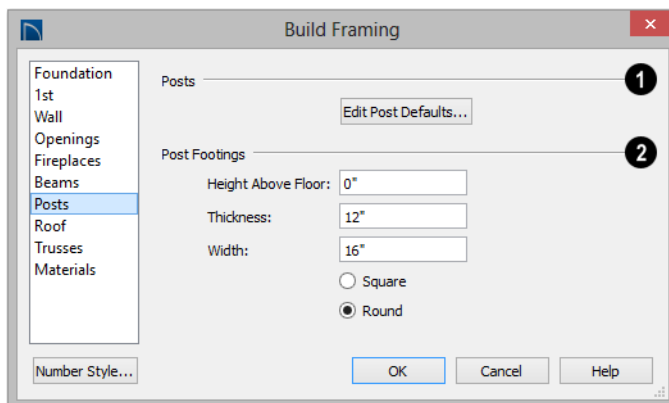 Build Framing
Foundation
1st
Wall
Openings
Fireplaces
Beams
Posts
Roof
Trusses
Materials
Number Style...
Posts
1
Edit Post Defaults...
Post Footings
2
Height Above Floor: 0"
Thickness: 12"
Width: 16"
Square
Round
OK
Cancel
Help